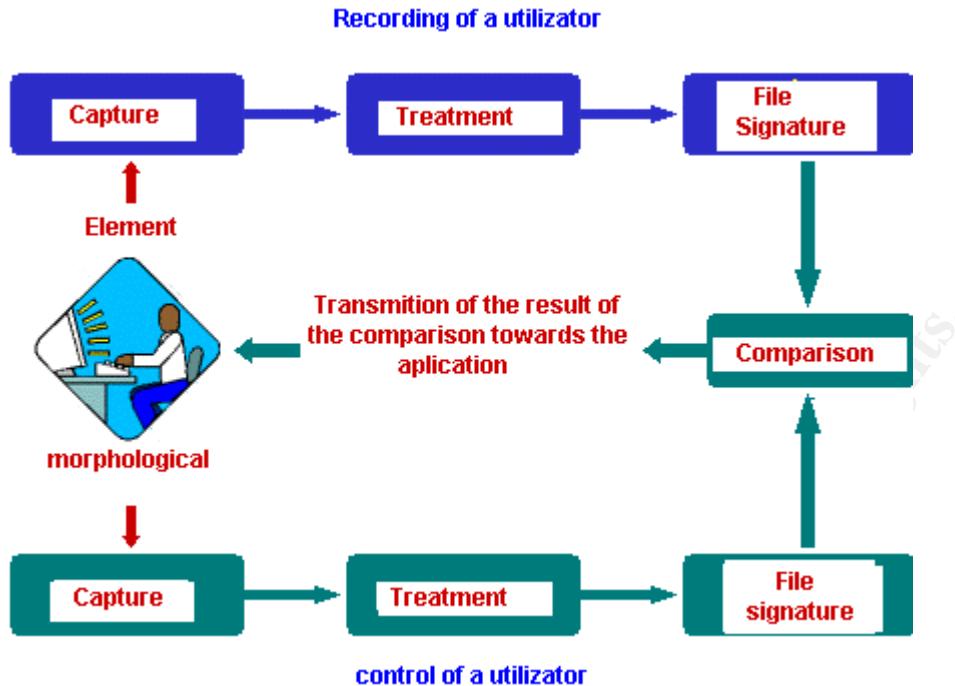 Recording of a utilizator
Capture
Treatment
File
Signature
Element
Transmition of the result of
the comparison towards the
aplication
Comparison
morphological
Capture
Treatment
File
signature
control of a utilizator